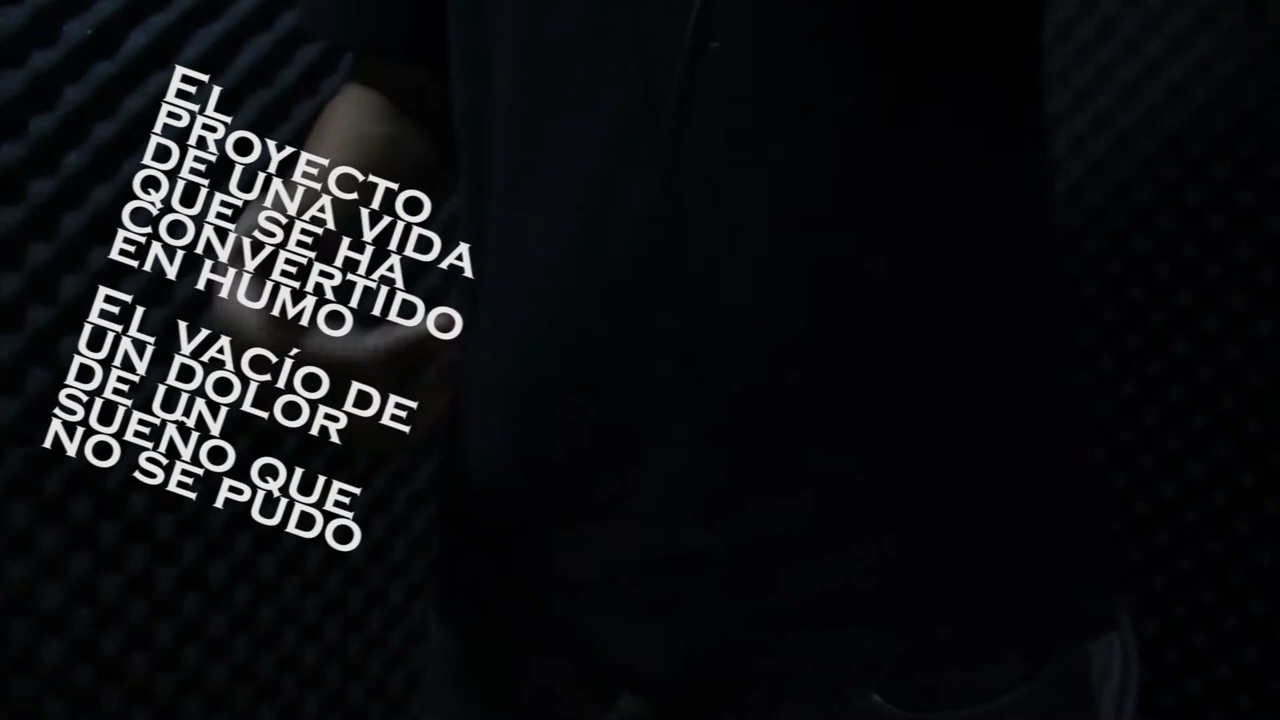 El
PROYECTO
DE UNA VIDA
QUE SE HA
CONVERTIDO
EN HUMO
El VACÍO DE
UN DOLOR
DE UN
SUEÑO QUE
NO SE PUDO